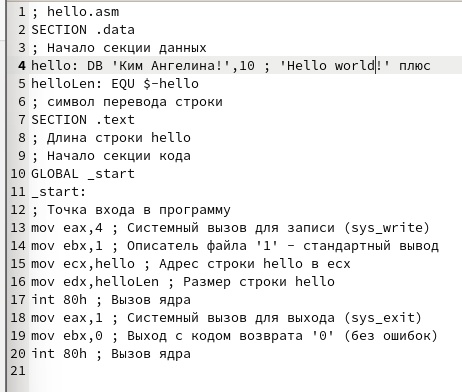 1 ; hello.asm
2 SECTION .data
3 ; Начало секции данных
4 hello: DB 'Ким Ангелина!',10 ; 'Hello world!' плюс
5 helloLen: EQU $-hello
6 ; символ перевода строки
7 SECTION .text
8 ; Длина строки hello
9 ; Начало секции кода
10 GLOBAL _start
11 _start:
12 ; Точка входа в программу
13 mov eax,4 ; Системный вызов для записи (sys_write)
14 mov ebx,1 ; Описатель файла '1' - стандартный вывод
15 mov ecx,hello ; Адрес строки hello в ecx
16 mov edx,helloLen ; Размер строки hello
17 int 80h ; Вызов ядра
18 mov eax,1 ; Системный вызов для выхода (sys_exit)
19 mov ebx,0 ; Выход с кодом возврата '0' (без ошибок)
20 int 80h ; Вызов ядра
21